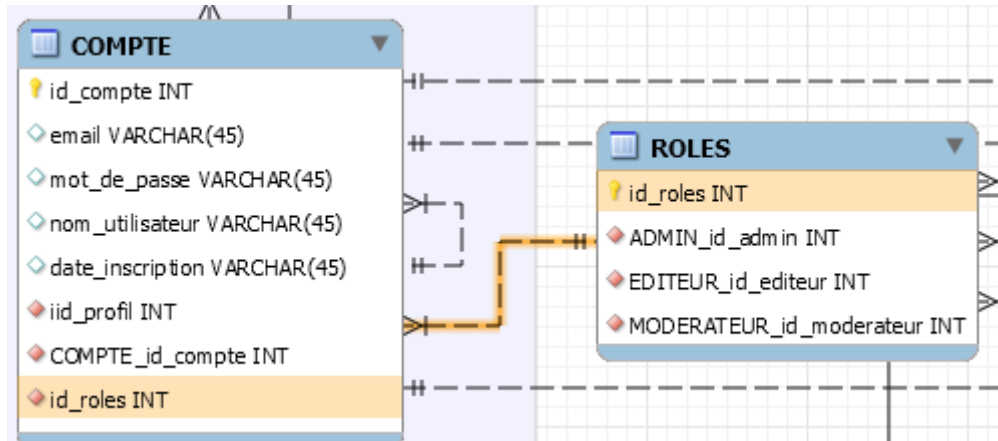 COMPTE
id_compte INT
email VARCHAR(45)
mot_de_passe VARCHAR(45)
nom_utilisateur VARCHAR(45)
date_inscription VARCHAR(45)
iid_profil INT
COMPTE_id_compte INT
id_roles INT
ROLES
id_roles INT
ADMIN_id_admin INT
EDITEUR_id_editeur INT
MODERATEUR_id_moderateur INT